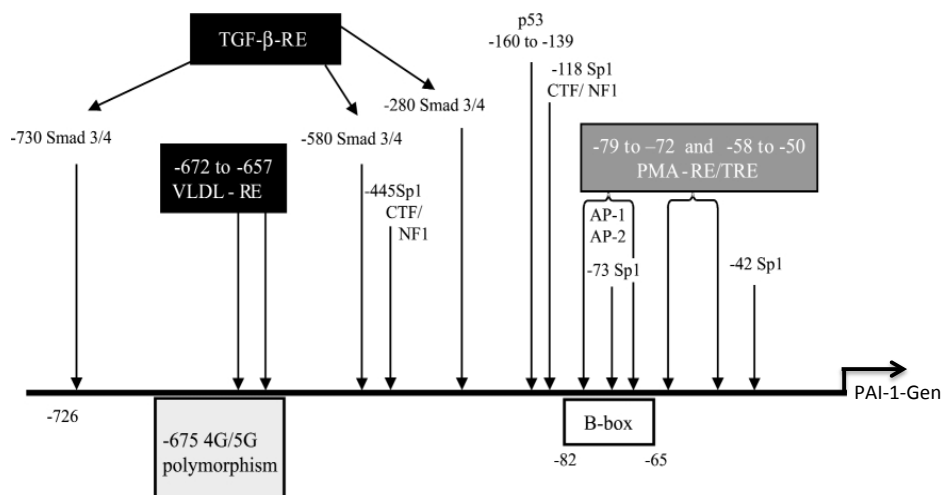 TGF-β-RE
p53
-160 to -139
-118 Sp1
CTF/ NF1
-280 Smad 3/4
-730 Smad 3/4
-580 Smad 3/4
-79 to –72 and -58 to -50
PMA-RE/TRE
-672 to -657
VLDL - RE
-445Sp1
CTF/
NF1
AP-1
AP-2
-73 Sp1
-42 Sp1
PAI-1-Gen
-726
-675 4G/5G
polymorphism
B-box
-82
-65